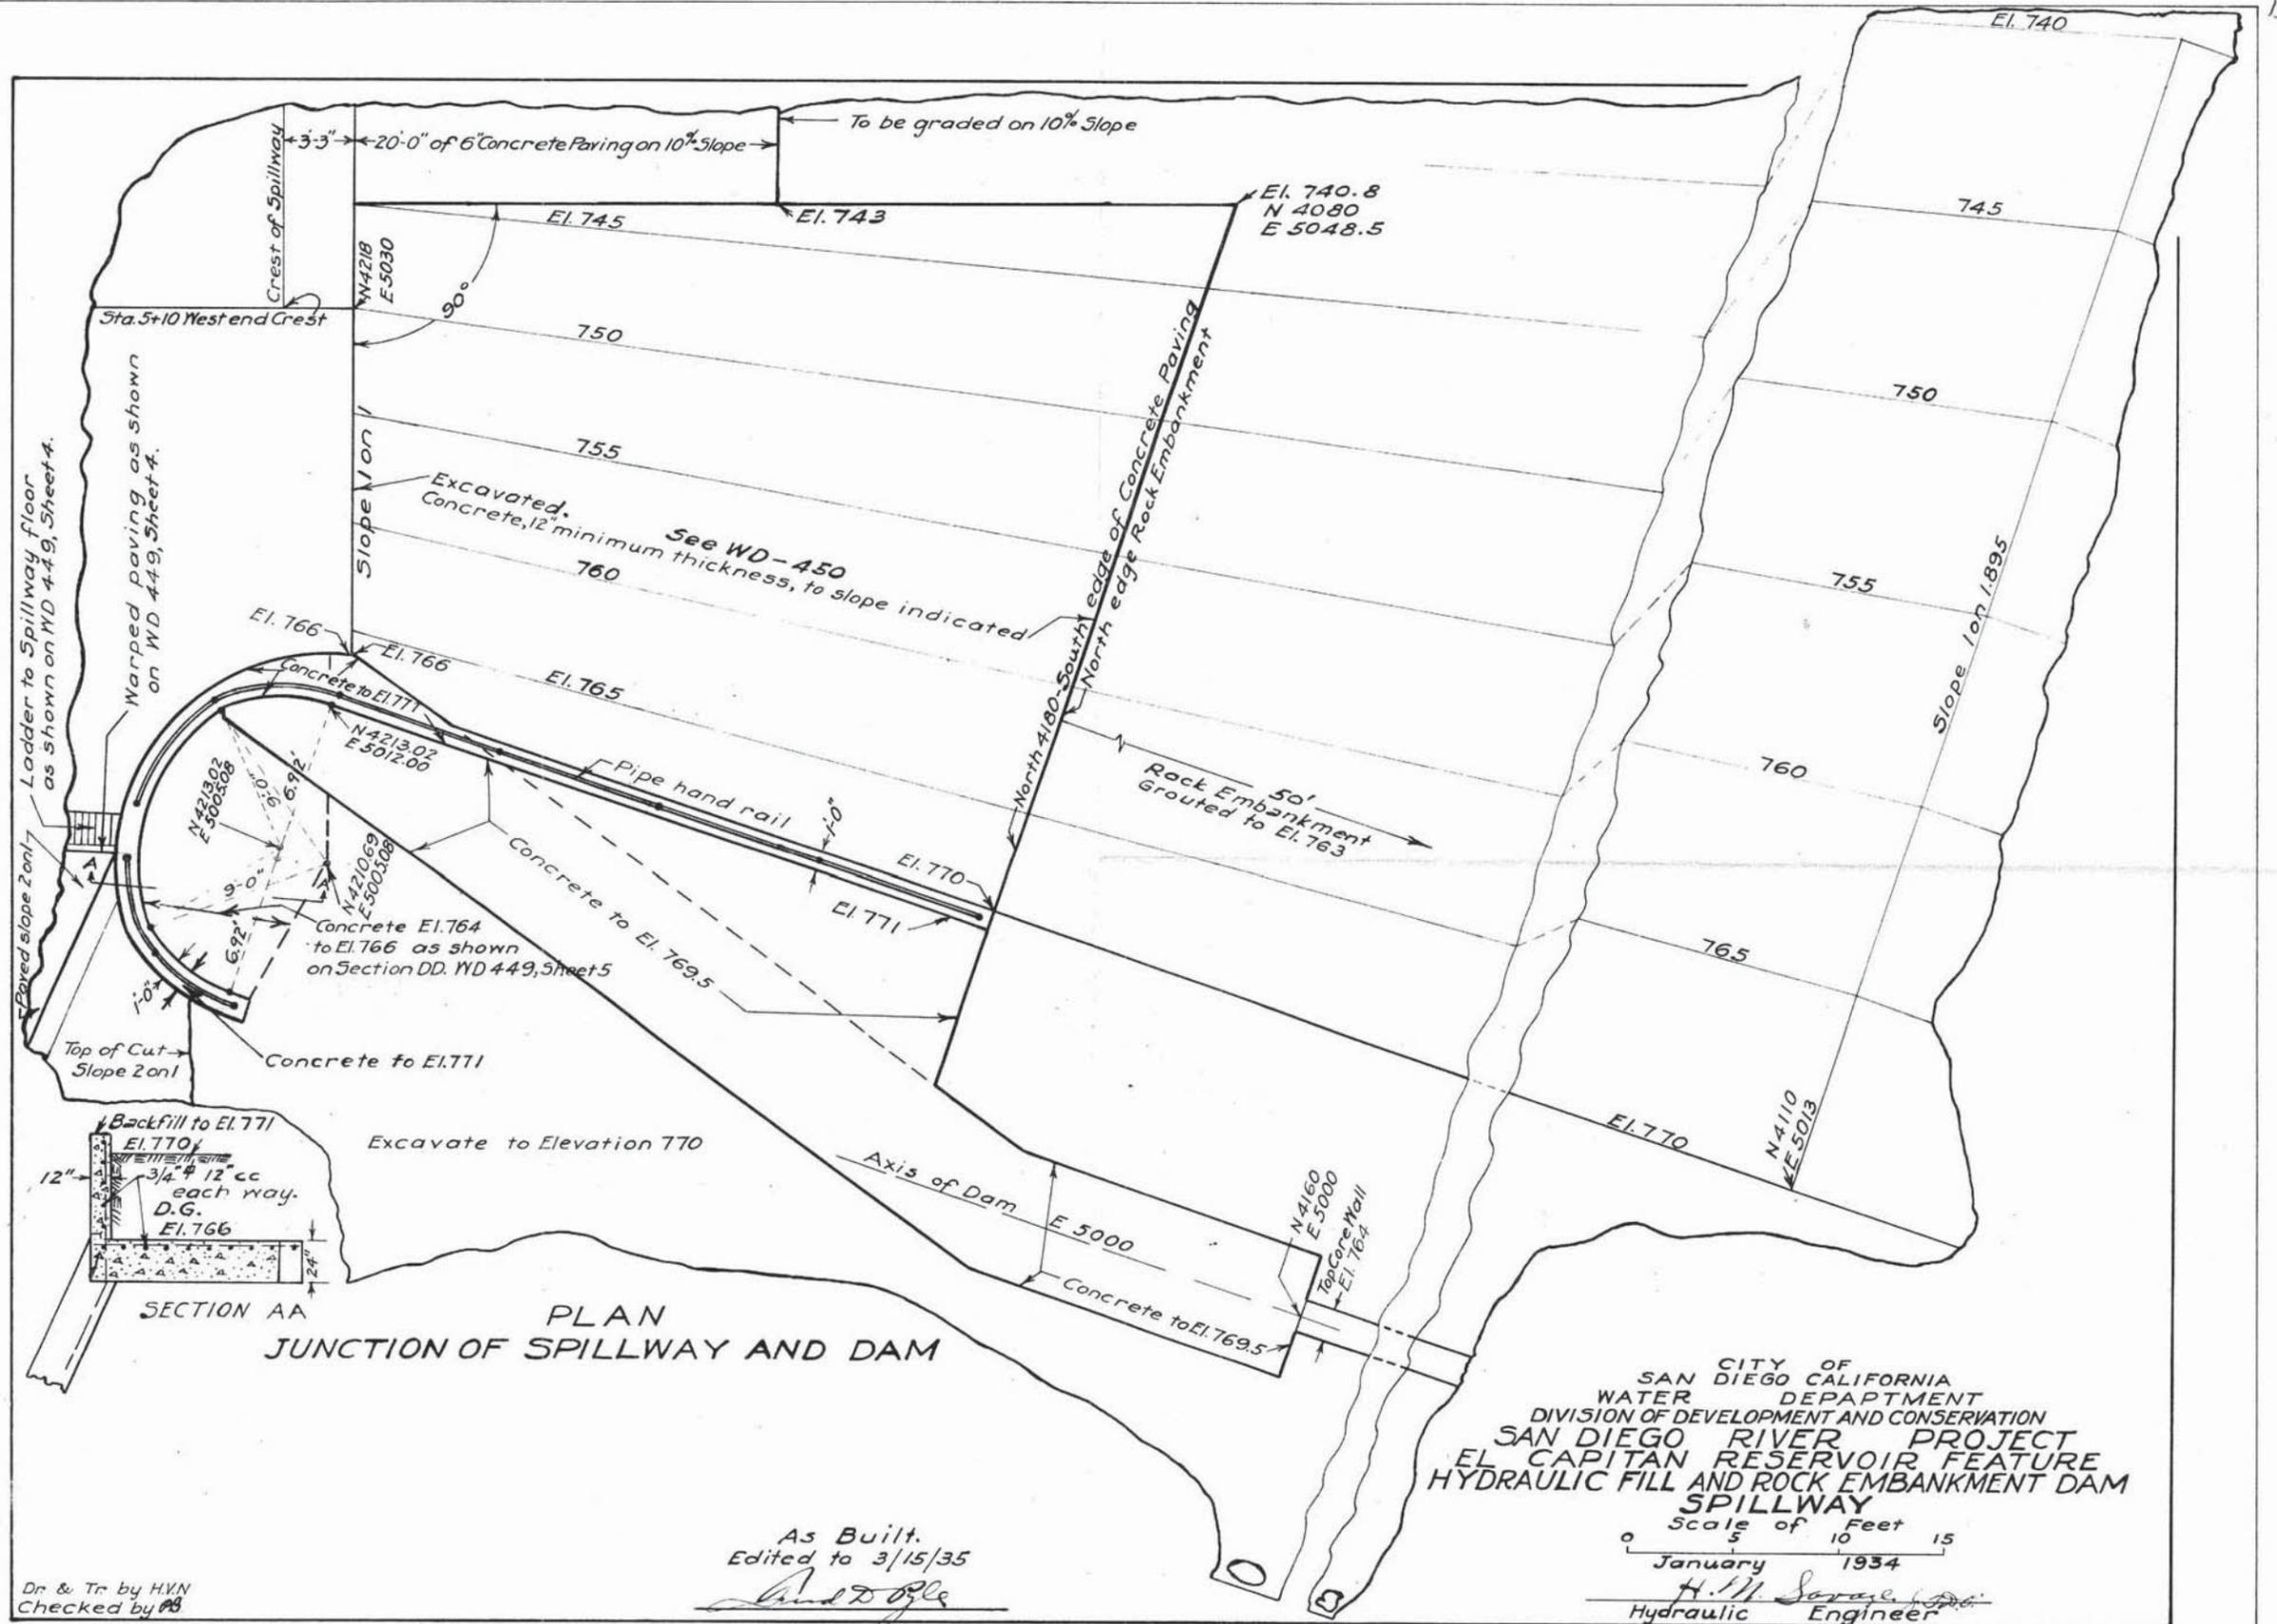 El. 740
To be graded on 10% Slope
3'-3"
20'-0" of 6" Concrete Paving on 10% Slope
Crest of Spillway
El. 745
El. 743
El. 740.8
N 4080
E 5048.5
745
N4218
E5030
90°
Sta. 5+10 West end Crest
750
750
755
755
Slope 1 on 1
Excavated.
Concrete, 12" minimum thickness, to slope indicated
See WD-450
760
760
North 4180-South edge of Concrete Paving
North edge Rock Embankment
Slope 1 on 1.895
Ladder to Spillway floor
as shown on WD 449, Sheet 4.
Warped paving as shown
on WD 449, Sheet 4.
Paved slope 2 on 1
El. 766
El. 766
El. 765
765
Concrete to El. 771
N4213.02
E 5012.00
N4213.02
E 5005.08
9'-0"
6.92'
Pipe hand rail
1'-0"
Rock Embankment
Grouted to El. 763
50'
El. 770
El. 771
A
A
9'-0"
N4210.69
E 5005.08
6.92'
Concrete El. 764
to El. 766 as shown
on Section DD. WD 449, Sheet 5
Concrete to El. 769.5
1'-0"
Top of Cut
Slope 2 on 1
Concrete to El. 771
El. 770
N4110
E 5013
Backfill to El. 771
El. 770
12"
3/4"⌀ 12" cc
each way.
D.G.
El. 766
24"
SECTION AA
Excavate to Elevation 770
Axis of Dam
E 5000
N4160
E 5000
Top Core Wall
El. 764
Concrete to El. 769.5
PLAN
JUNCTION OF SPILLWAY AND DAM
CITY OF
SAN DIEGO CALIFORNIA
WATER DEPAPTMENT
DIVISION OF DEVELOPMENT AND CONSERVATION
SAN DIEGO RIVER PROJECT
EL CAPITAN RESERVOIR FEATURE
HYDRAULIC FILL AND ROCK EMBANKMENT DAM
SPILLWAY
Scale of Feet
0 5 10 15
January 1934
H. M. Savage
Hydraulic Engineer
As Built.
Edited to 3/15/35
Dr. & Tr. by H.V.N
Checked by